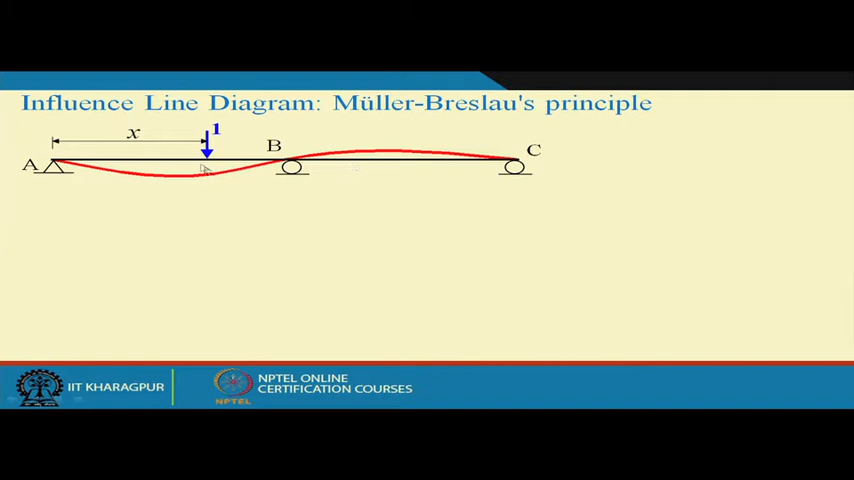 Influence Line Diagram: Müller-Breslau's principle
x
1
B
A
C
IIT KHARAGPUR
NPTEL
NPTEL ONLINE
CERTIFICATION COURSES